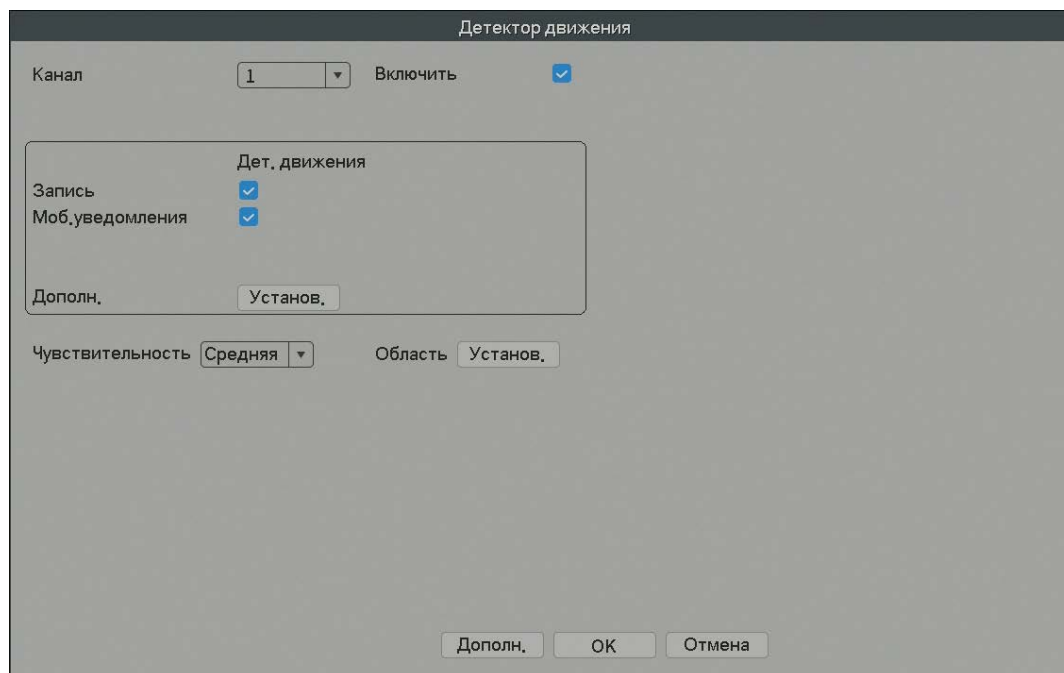 Детектор движения
Канал 1 Включить
Дет. движения
Запись
Моб.уведомления
Дополн. Установ.
Чувствительность Средняя Область Установ.
Дополн. OK Отмена